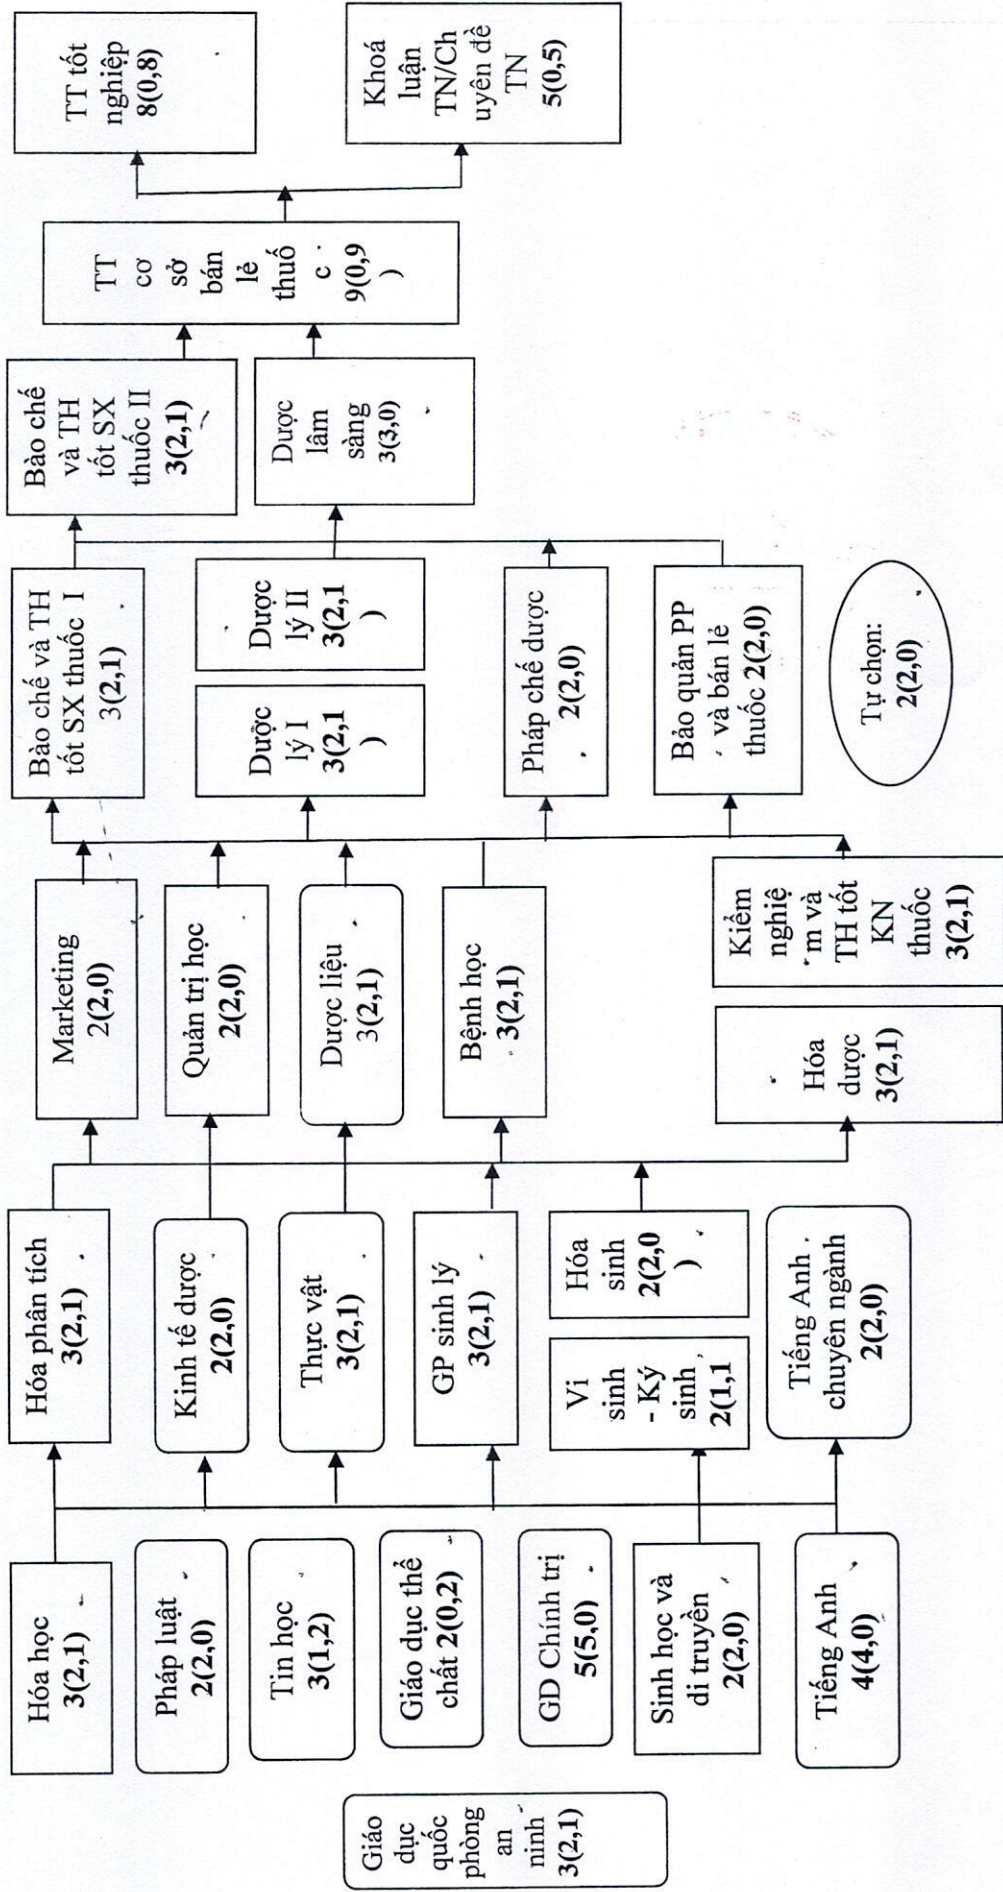 Giáo
dục
quốc
phòng
an
ninh
3(2,1)
Hóa học
3(2,1)
Pháp luật
2(2,0)
Tin học
3(1,2)
Giáo dục thể
chất 2(0,2)
GD Chính trị
5(5,0)
Sinh học và
di truyền
2(2,0)
Tiếng Anh
4(4,0)
Hóa phân tích
3(2,1)
Kinh tế dược
2(2,0)
Thực vật
3(2,1)
GP sinh lý
3(2,1)
Vi
sinh
- Ký
sinh
2(1,1
Hóa
sinh
2(2,0
)
Tiếng Anh
chuyên ngành
2(2,0)
Marketing
2(2,0)
Quản trị học
2(2,0)
Dược liệu
3(2,1)
Bệnh học
3(2,1)
Hóa
dược
3(2,1)
Kiểm
nghiệ
m và
TH tốt
KN
thuốc
3(2,1)
Bào chế và TH
tốt SX thuốc I
3(2,1)
Dược
lý I
3(2,1
)
Dược
lý II
3(2,1
)
Pháp chế dược
2(2,0)
Bảo quản PP
và bán lẻ
thuốc 2(2,0)
Tự chọn:
2(2,0)
Bào chế
và TH
tốt SX
thuốc II
3(2,1)
Dược
lâm
sàng
3(3,0)
TT
cơ
sở
bán
lẻ
thuố
c
9(0,9
)
TT tốt
nghiệp
8(0,8)
Khoá
luận
TN/Ch
uyên đề
TN
5(0,5)